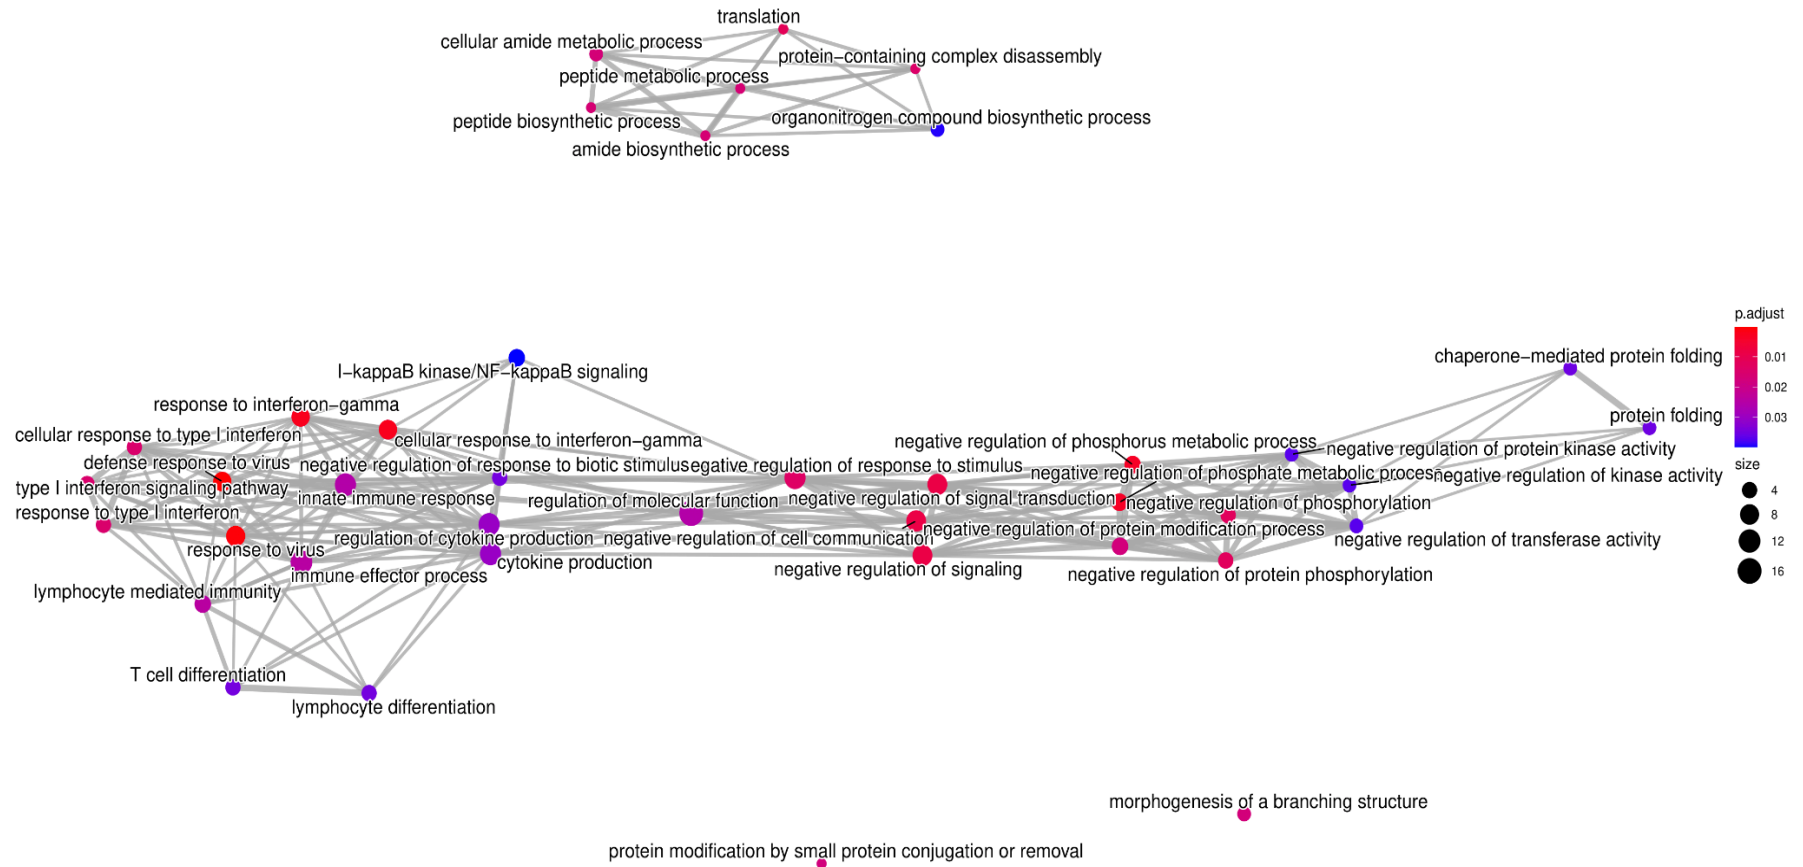 translation
cellular amide metabolic process
protein−containing complex disassembly
peptide metabolic process
peptide biosynthetic process
organonitrogen compound biosynthetic process
amide biosynthetic process
p.adjust
0.01
0.02
0.03
size
4
8
12
16
chaperone−mediated protein folding
protein folding
I−kappaB kinase/NF−kappaB signaling
response to interferon−gamma
cellular response to type I interferon
cellular response to interferon−gamma
defense response to virus
negative regulation of response to biotic stimulus
egative regulation of response to stimulus
negative regulation of phosphorus metabolic process
negative regulation of protein kinase activity
negative regulation of phosphate metabolic process
negative regulation of kinase activity
type I interferon signaling pathway
innate immune response
regulation of molecular function
negative regulation of signal transduction
negative regulation of phosphorylation
response to type I interferon
regulation of cytokine production
negative regulation of cell communication
negative regulation of protein modification process
negative regulation of transferase activity
response to virus
cytokine production
negative regulation of signaling
negative regulation of protein phosphorylation
immune effector process
lymphocyte mediated immunity
T cell differentiation
lymphocyte differentiation
morphogenesis of a branching structure
protein modification by small protein conjugation or removal